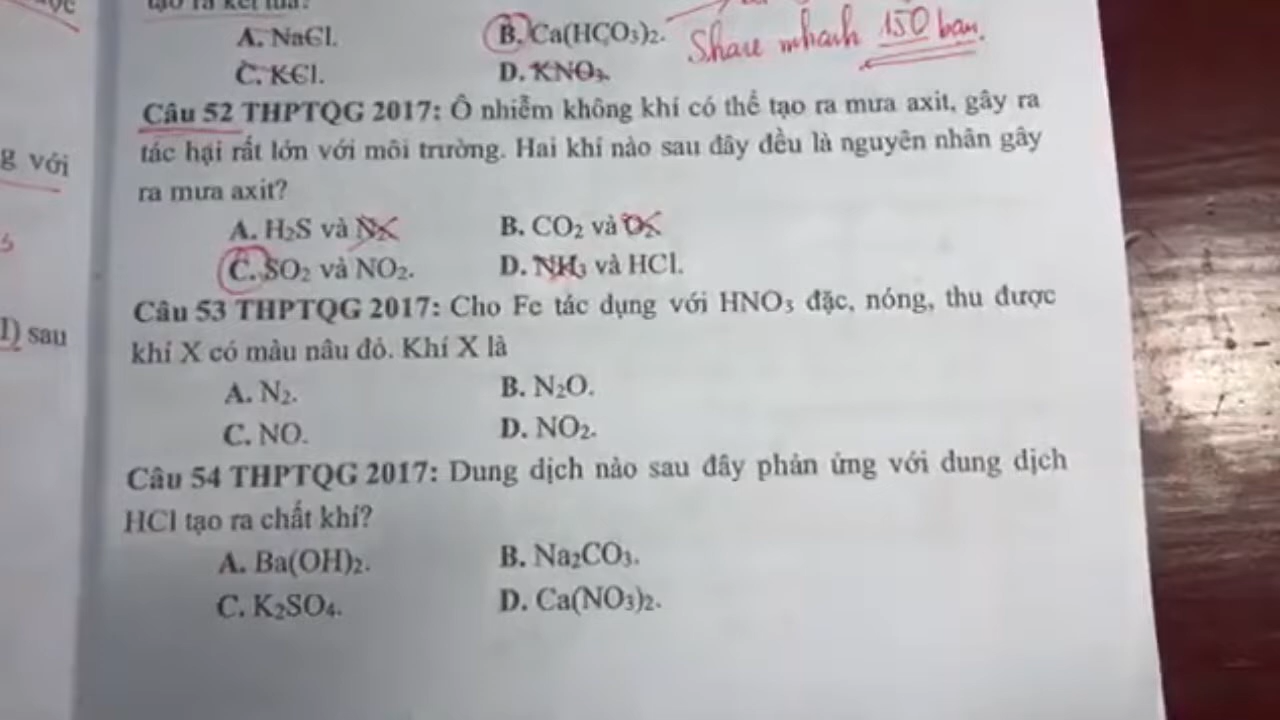 tạo ra kết tủa?
A. NaCl.
B. Ca(HCO₃)₂.
Share nhanh 150 bạn.
C. KCl.
D. KNO₃.
Câu 52 THPTQG 2017: Ô nhiễm không khí có thể tạo ra mưa axit, gây ra
g với
tác hại rất lớn với môi trường. Hai khí nào sau đây đều là nguyên nhân gây
ra mưa axit?
A. H₂S và N₂.
B. CO₂ và O₂.
C. SO₂ và NO₂.
D. NH₃ và HCl.
Câu 53 THPTQG 2017: Cho Fe tác dụng với HNO₃ đặc, nóng, thu được
I) sau
khí X có màu nâu đỏ. Khí X là
A. N₂.
B. N₂O.
C. NO.
D. NO₂.
Câu 54 THPTQG 2017: Dung dịch nào sau đây phản ứng với dung dịch
HCl tạo ra chất khí?
A. Ba(OH)₂.
B. Na₂CO₃.
C. K₂SO₄.
D. Ca(NO₃)₂.